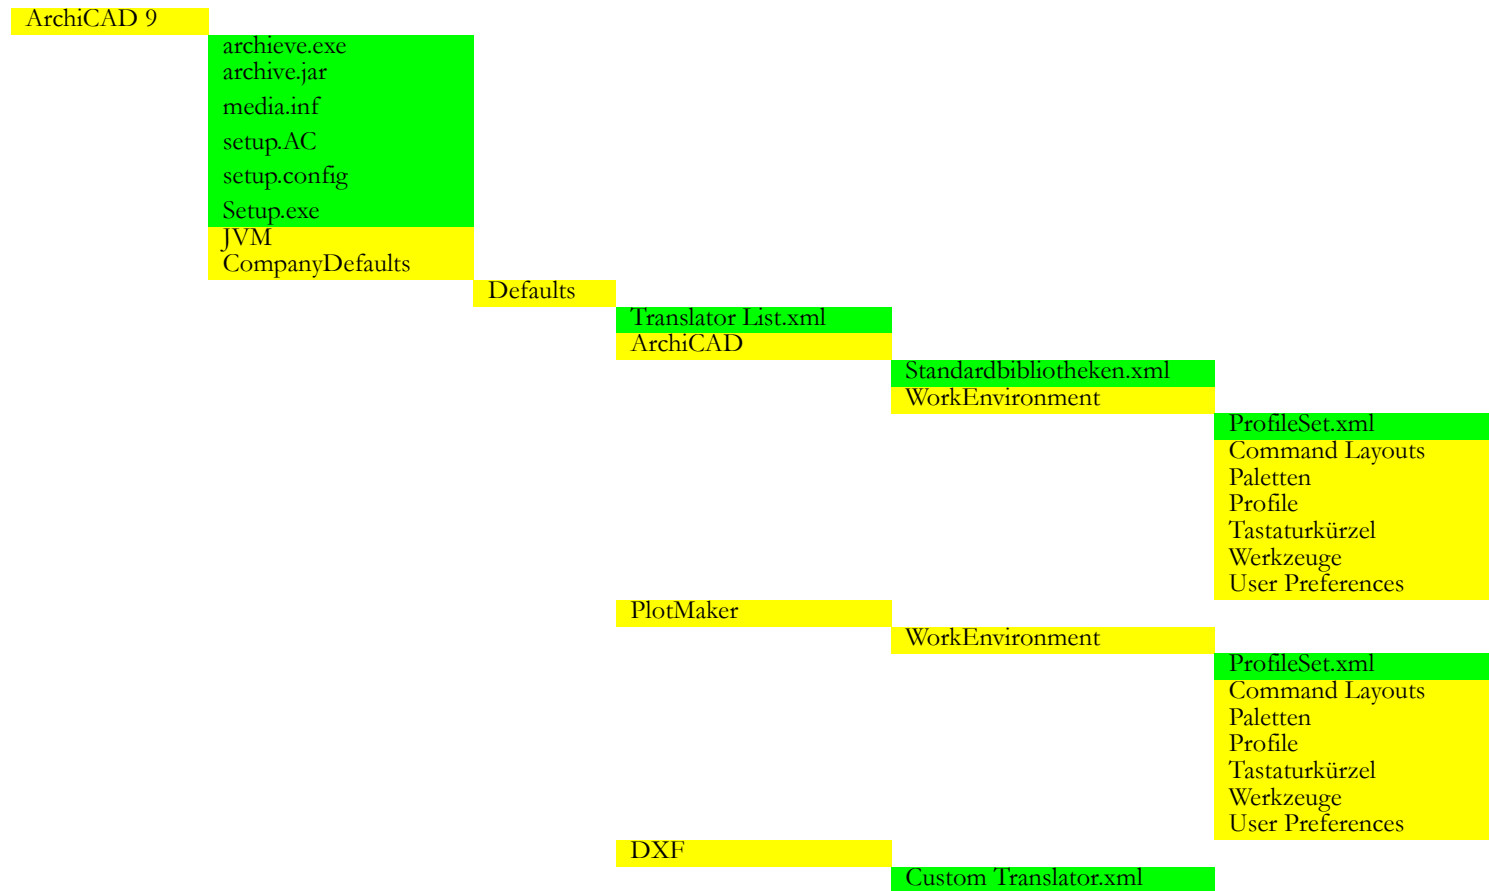 ArchiCAD 9
archieve.exe
archive.jar
media.inf
setup.AC
setup.config
Setup.exe
JVM
CompanyDefaults
Defaults
Translator List.xml
ArchiCAD
Standardbibliotheken.xml
WorkEnvironment
ProfileSet.xml
Command Layouts
Paletten
Profile
Tastaturkürzel
Werkzeuge
User Preferences
PlotMaker
WorkEnvironment
ProfileSet.xml
Command Layouts
Paletten
Profile
Tastaturkürzel
Werkzeuge
User Preferences
DXF
Custom Translator.xml